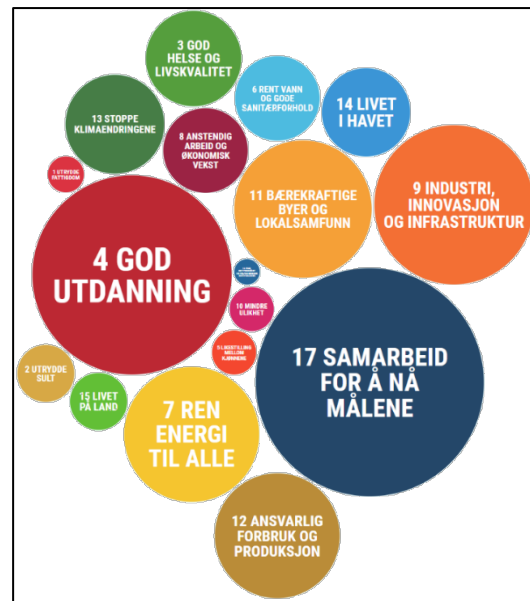 3 GOD
HELSE OG
LIVSKVALITET
6 RENT VANN
OG GODE
SANITÆRFORHOLD
14 LIVET
I HAVET
13 STOPPE
KLIMAENDRINGENE
8 ANSTENDIG
ARBEID OG
ØKONOMISK
VEKST
1 UTRYDDE
FATTIGDOM
11 BÆREKRAFTIGE
BYER OG
LOKALSAMFUNN
9 INDUSTRI,
INNOVASJON
OG INFRASTRUKTUR
4 GOD
UTDANNING
10 MINDRE
ULIKHET
5 LIKESTILLING
MELLOM
KJØNNENE
17 SAMARBEID
FOR Å NÅ
MÅLENE
2 UTRYDDE
SULT
15 LIVET
PÅ LAND
7 REN
ENERGI
TIL ALLE
12 ANSVARLIG
FORBRUK OG
PRODUKSJON